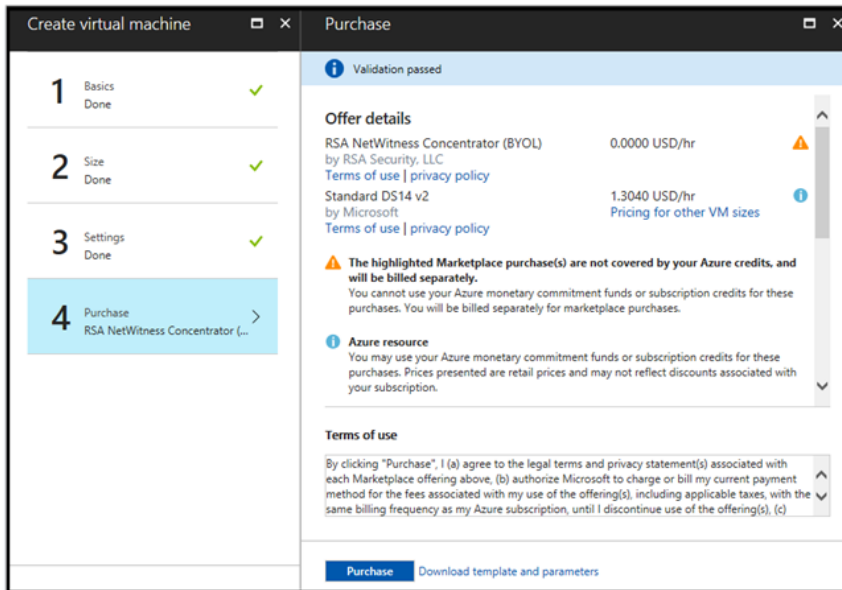 Create virtual machine
1
Basics
Done
2
Size
Done
3
Settings
Done
4
Purchase
RSA NetWitness Concentrator (...
Purchase
Validation passed
Offer details
RSA NetWitness Concentrator (BYOL) 0.0000 USD/hr
by RSA Security, LLC
Terms of use | privacy policy
Standard DS14 v2 1.3040 USD/hr
by Microsoft Pricing for other VM sizes
Terms of use | privacy policy
The highlighted Marketplace purchase(s) are not covered by your Azure credits, and
will be billed separately.
You cannot use your Azure monetary commitment funds or subscription credits for these
purchases. You will be billed separately for marketplace purchases.
Azure resource
You may use your Azure monetary commitment funds or subscription credits for these
purchases. Prices presented are retail prices and may not reflect discounts associated with
your subscription.
Terms of use
By clicking "Purchase", I (a) agree to the legal terms and privacy statement(s) associated with
each Marketplace offering above, (b) authorize Microsoft to charge or bill my current payment
method for the fees associated with my use of the offering(s), including applicable taxes, with the
same billing frequency as my Azure subscription, until I discontinue use of the offering(s), (c)
Purchase Download template and parameters